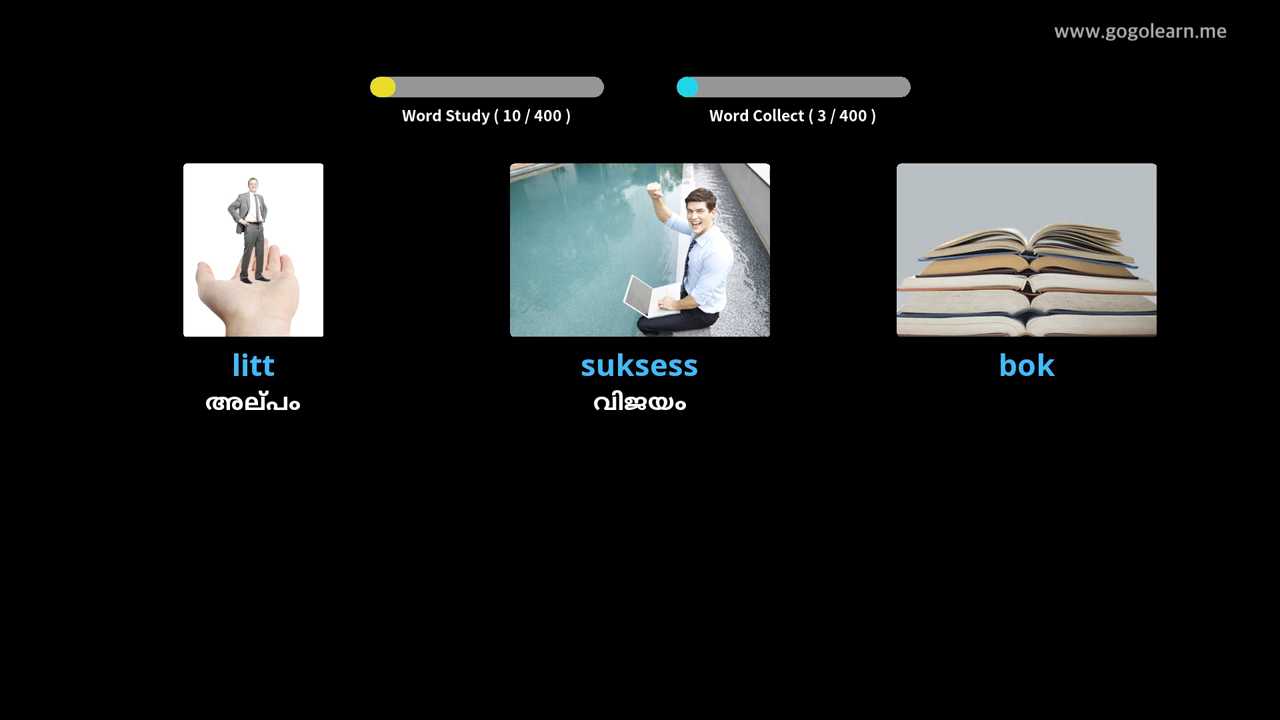 www.gogolearn.me
Word Study ( 10 / 400 )
Word Collect ( 3 / 400 )
litt
അല്പം
suksess
വിജയം
bok